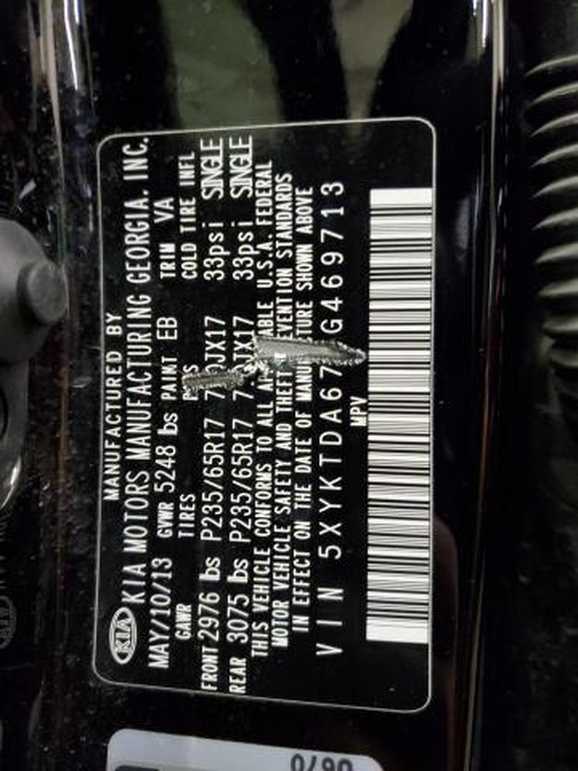 MANUFACTURED BY
KIA KIA MOTORS MANUFACTURING GEORGIA, INC.
MAY/10/13 GVWR 5248 lbs PAINT EB TRIM VA
GAWR TIRES COLD TIRE INFL
FRONT 2976 lbs P235/65R17 33psi SINGLE
REAR 3075 lbs P235/65R17 33psi SINGLE
THIS VEHICLE CONFORMS TO ALL U.S.A. FEDERAL
MOTOR VEHICLE SAFETY AND THEFT STANDARDS
IN EFFECT ON THE DATE OF SHOWN ABOVE
VIN
MPV